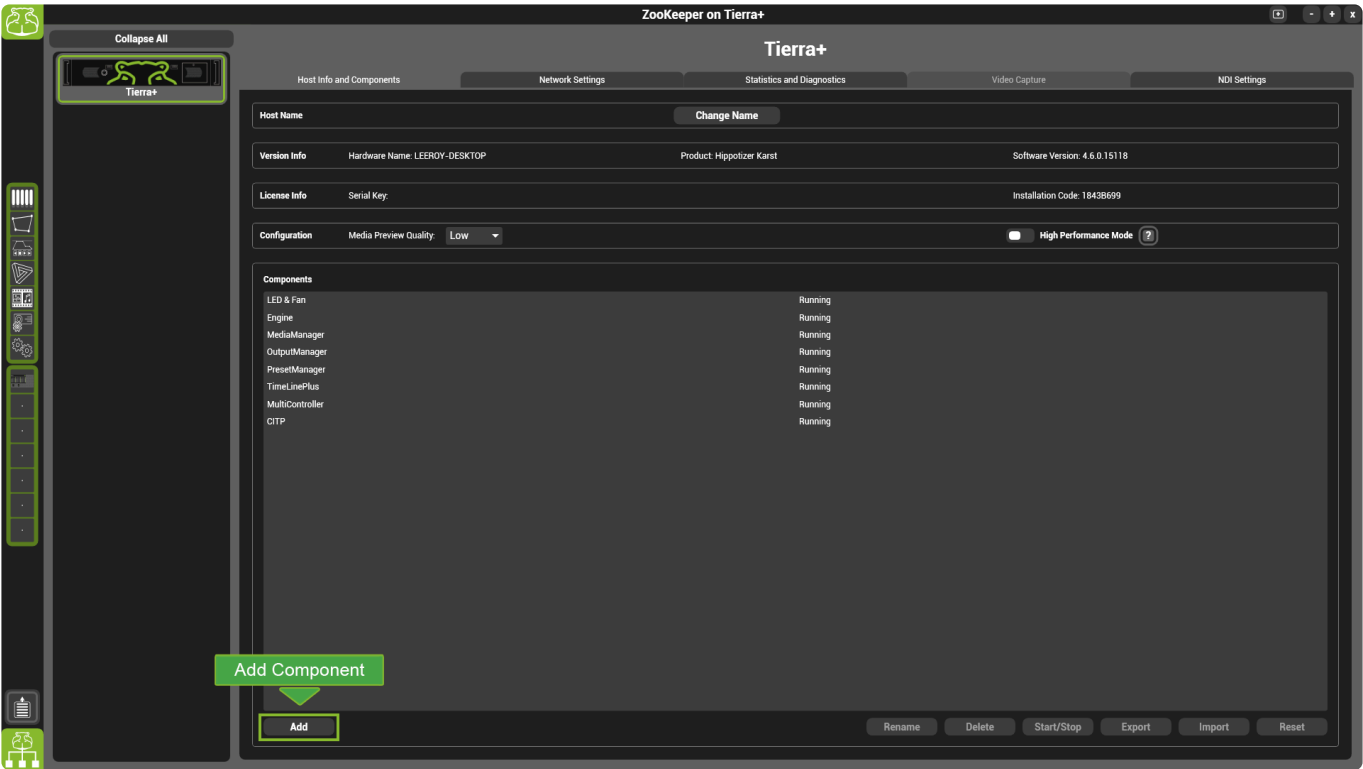 ZooKeeper on Tierra+
- + x
Collapse All
Tierra+
Tierra+
Host Info and Components Network Settings Statistics and Diagnostics Video Capture NDI Settings
Host Name Change Name
Version Info Hardware Name: LEEROY-DESKTOP Product: Hippotizer Karst Software Version: 4.6.0.15118
License Info Serial Key: Installation Code: 1843B699
Configuration Media Preview Quality: Low High Performance Mode ?
Components
LED & Fan Running
Engine Running
MediaManager Running
OutputManager Running
PresetManager Running
TimeLinePlus Running
MultiController Running
CITP Running
Add Component
Add Rename Delete Start/Stop Export Import Reset